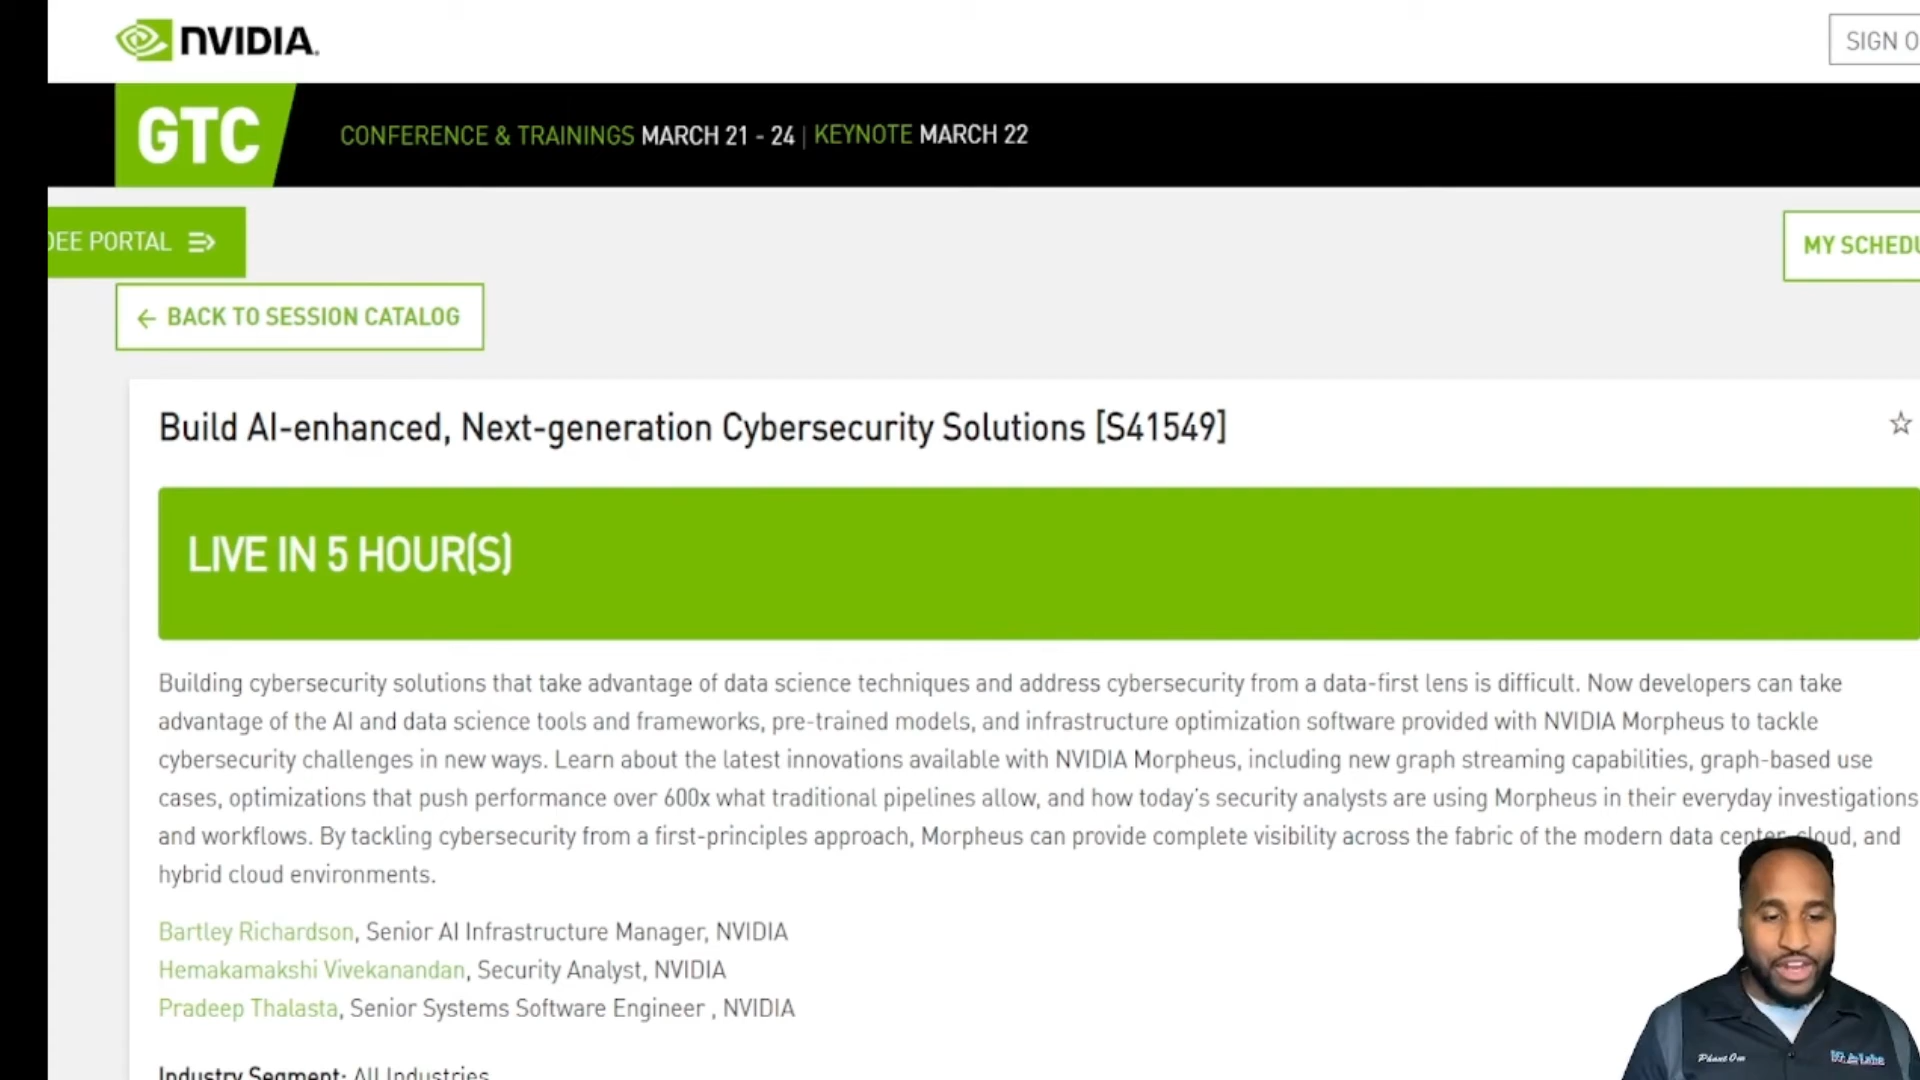 NVIDIA.
SIGN O
GTC
CONFERENCE & TRAININGS MARCH 21 - 24 | KEYNOTE MARCH 22
DEE PORTAL
MY SCHEDU
← BACK TO SESSION CATALOG
Build AI-enhanced, Next-generation Cybersecurity Solutions [S41549]
LIVE IN 5 HOUR(S)
Building cybersecurity solutions that take advantage of data science techniques and address cybersecurity from a data-first lens is difficult. Now developers can take
advantage of the AI and data science tools and frameworks, pre-trained models, and infrastructure optimization software provided with NVIDIA Morpheus to tackle
cybersecurity challenges in new ways. Learn about the latest innovations available with NVIDIA Morpheus, including new graph streaming capabilities, graph-based use
cases, optimizations that push performance over 600x what traditional pipelines allow, and how today's security analysts are using Morpheus in their everyday investigations
and workflows. By tackling cybersecurity from a first-principles approach, Morpheus can provide complete visibility across the fabric of the modern data center, cloud, and
hybrid cloud environments.
Bartley Richardson, Senior AI Infrastructure Manager, NVIDIA
Hemakamakshi Vivekanandan, Security Analyst, NVIDIA
Pradeep Thalasta, Senior Systems Software Engineer , NVIDIA
Industry Segment: All Industries